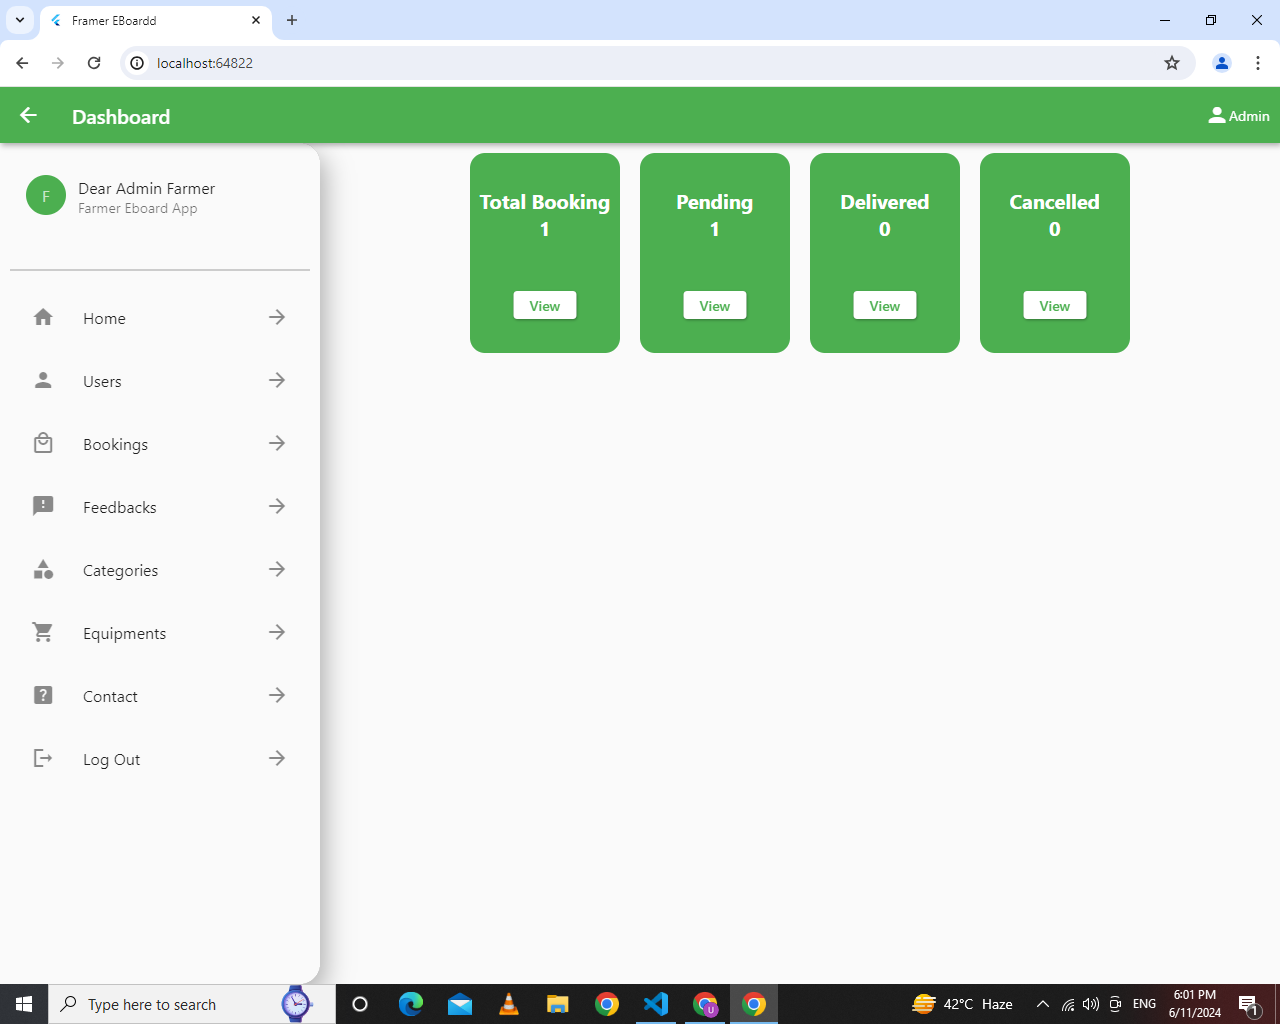 Framer EBoardd
localhost:64822
Dashboard
Admin
F
Dear Admin Farmer
Farmer Eboard App
Home
Users
Bookings
Feedbacks
Categories
Equipments
Contact
Log Out
Total Booking
1
View
Pending
1
View
Delivered
0
View
Cancelled
0
View
Type here to search
U
42°C Haze
ENG
6:01 PM
6/11/2024
1